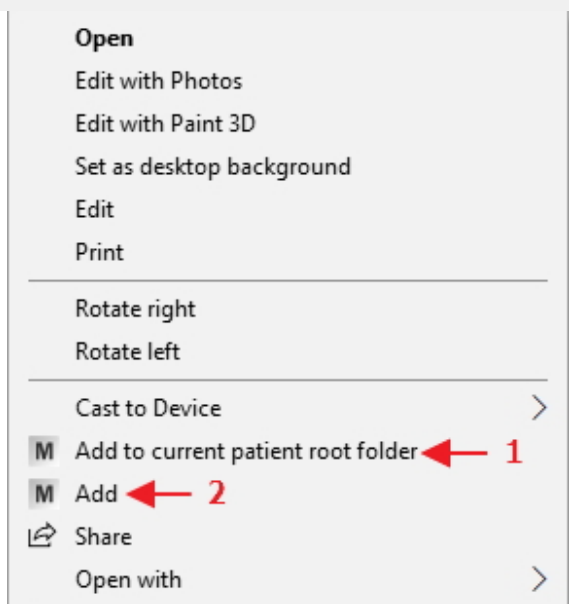 Open
Edit with Photos
Edit with Paint 3D
Set as desktop background
Edit
Print
Rotate right
Rotate left
Cast to Device
M Add to current patient root folder 1
M Add 2
Share
Open with